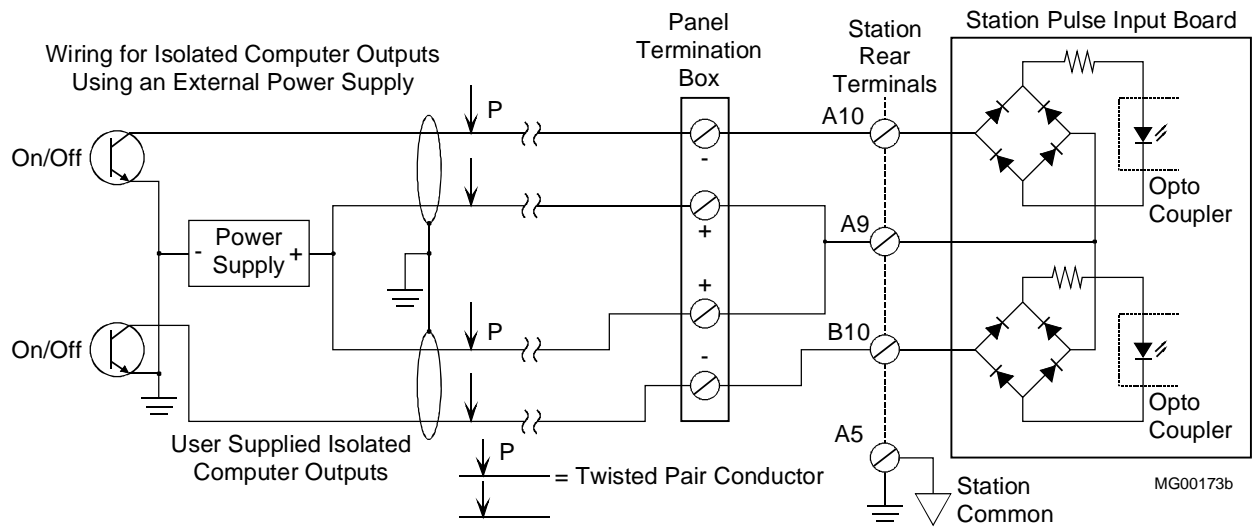 Wiring for Isolated Computer Outputs
Using an External Power Supply
Panel
Termination
Box
Station
Rear
Terminals
Station Pulse Input Board
P
On/Off
-
A10
Opto
Coupler
- Power +
Supply
+
A9
+
P
On/Off
-
B10
Opto
Coupler
User Supplied Isolated
Computer Outputs
P
= Twisted Pair Conductor
A5
Station
Common
MG00173b